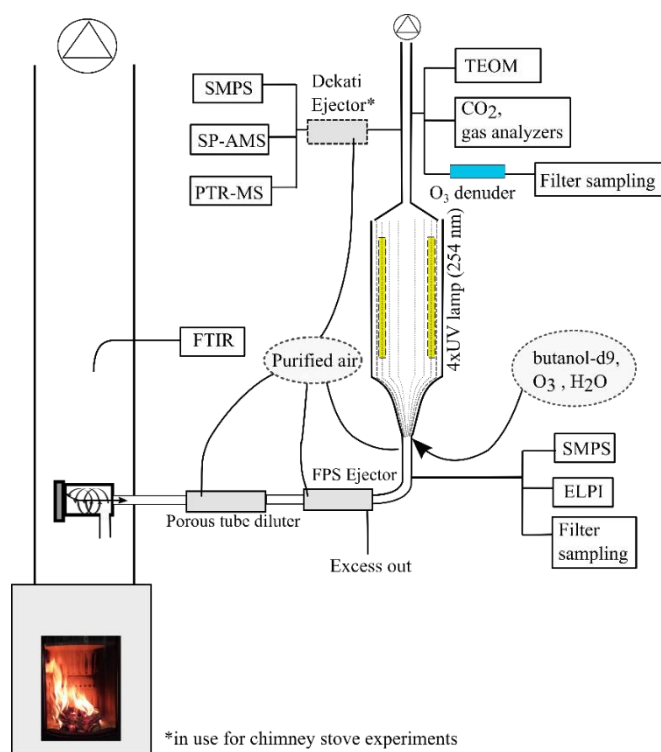 Dekati
Ejector*
SMPS
SP-AMS
PTR-MS
TEOM
CO2,
gas analyzers
O3 denuder
Filter sampling
4xUV lamp (254 nm)
FTIR
Purified air
butanol-d9,
O3 , H2O
FPS Ejector
Porous tube diluter
Excess out
SMPS
ELPI
Filter
sampling
*in use for chimney stove experiments